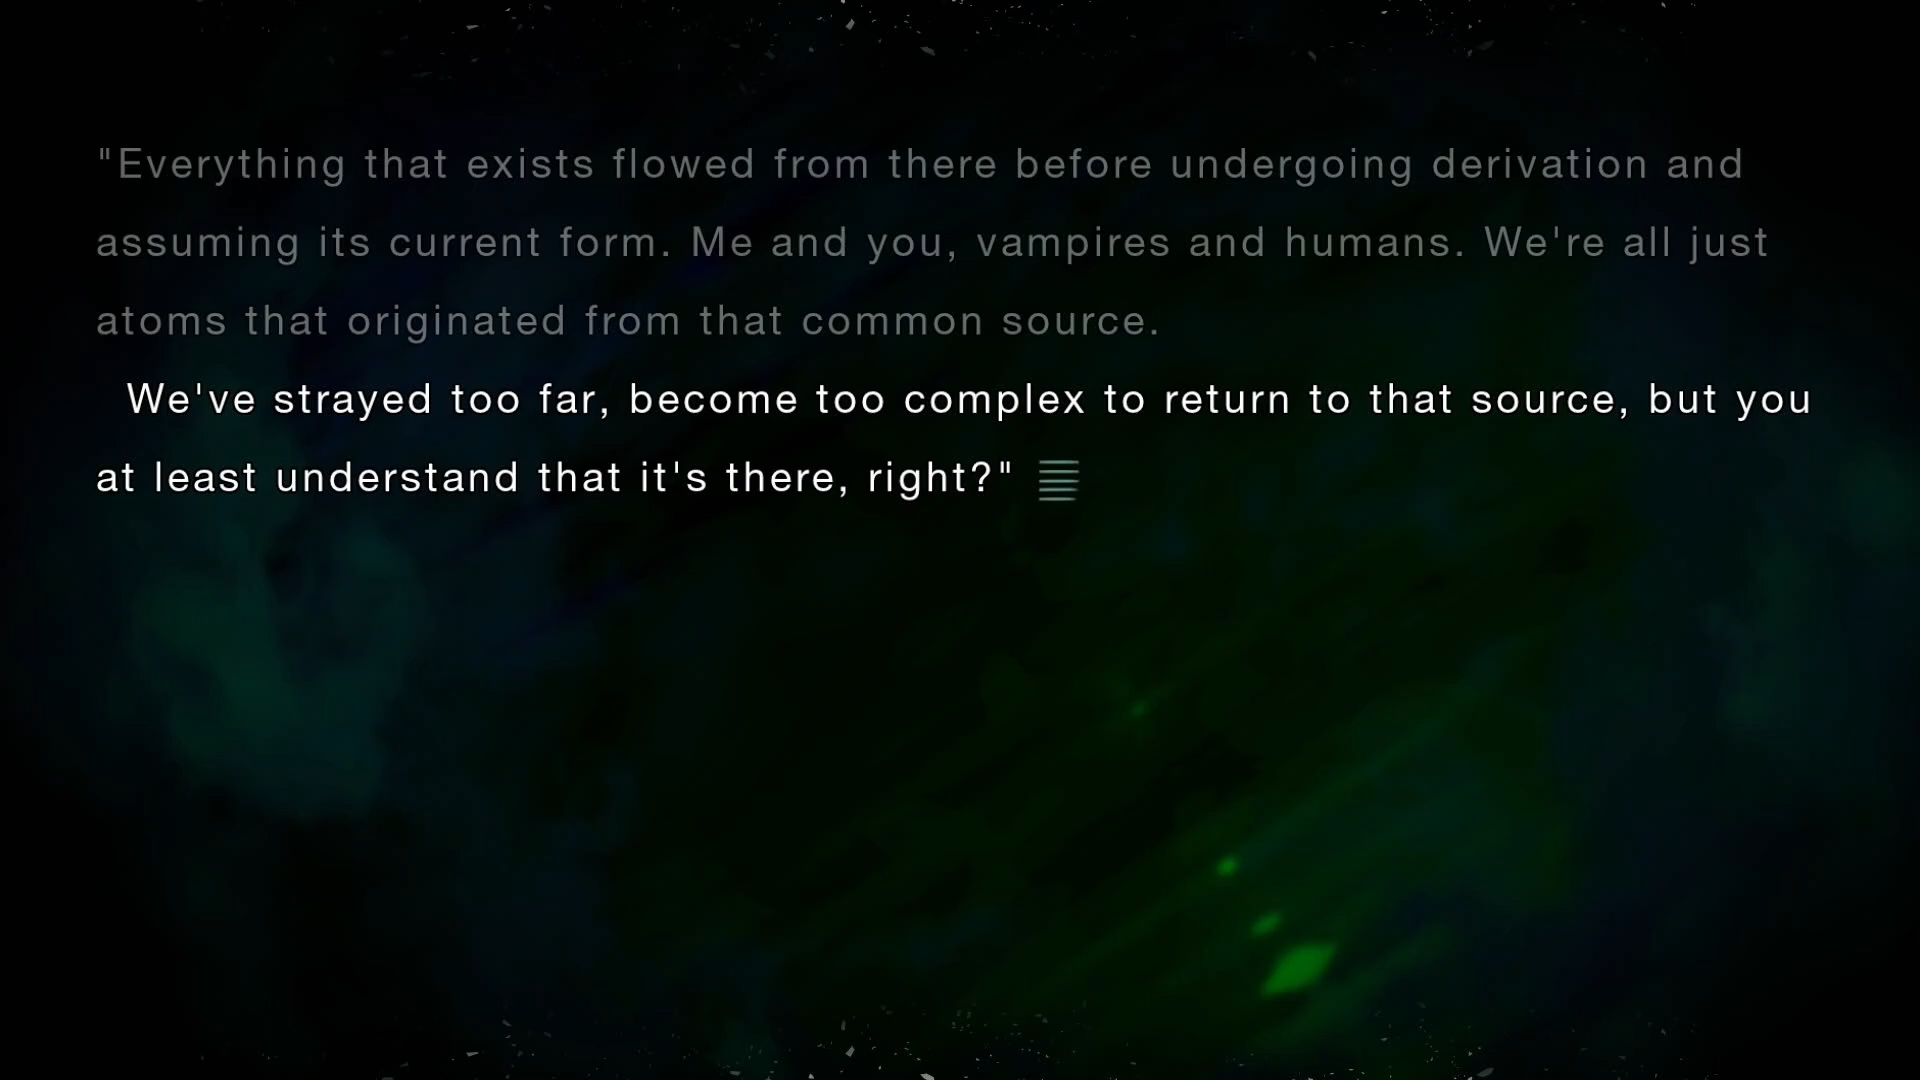 "Everything that exists flowed from there before undergoing derivation and
assuming its current form. Me and you, vampires and humans. We're all just
atoms that originated from that common source.
We've strayed too far, become too complex to return to that source, but you
at least understand that it's there, right?"